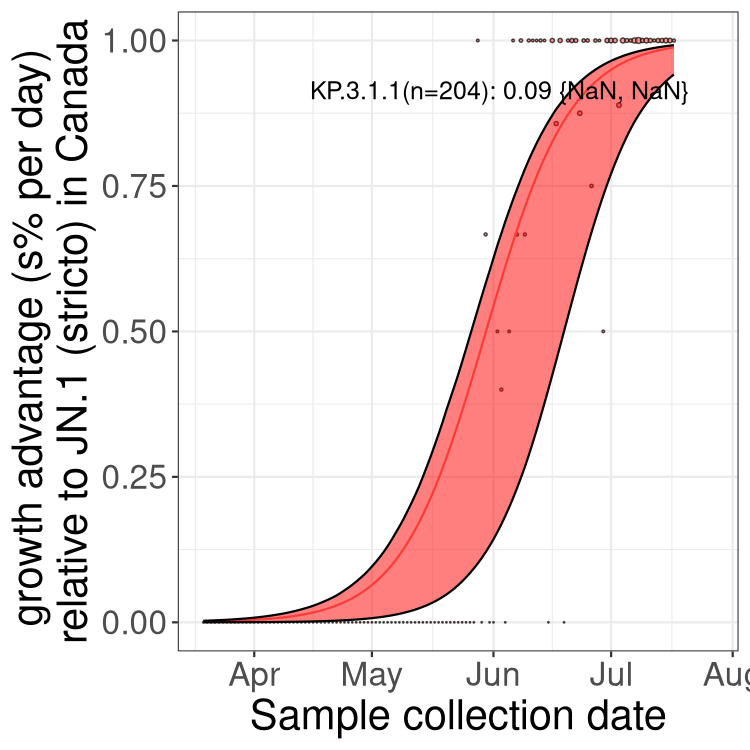 growth advantage (s% per day)
relative to JN.1 (stricto) in Canada
1.00
0.75
0.50
0.25
0.00
KP.3.1.1(n=204): 0.09 {NaN, NaN}
Apr May Jun Jul Aug
Sample collection date